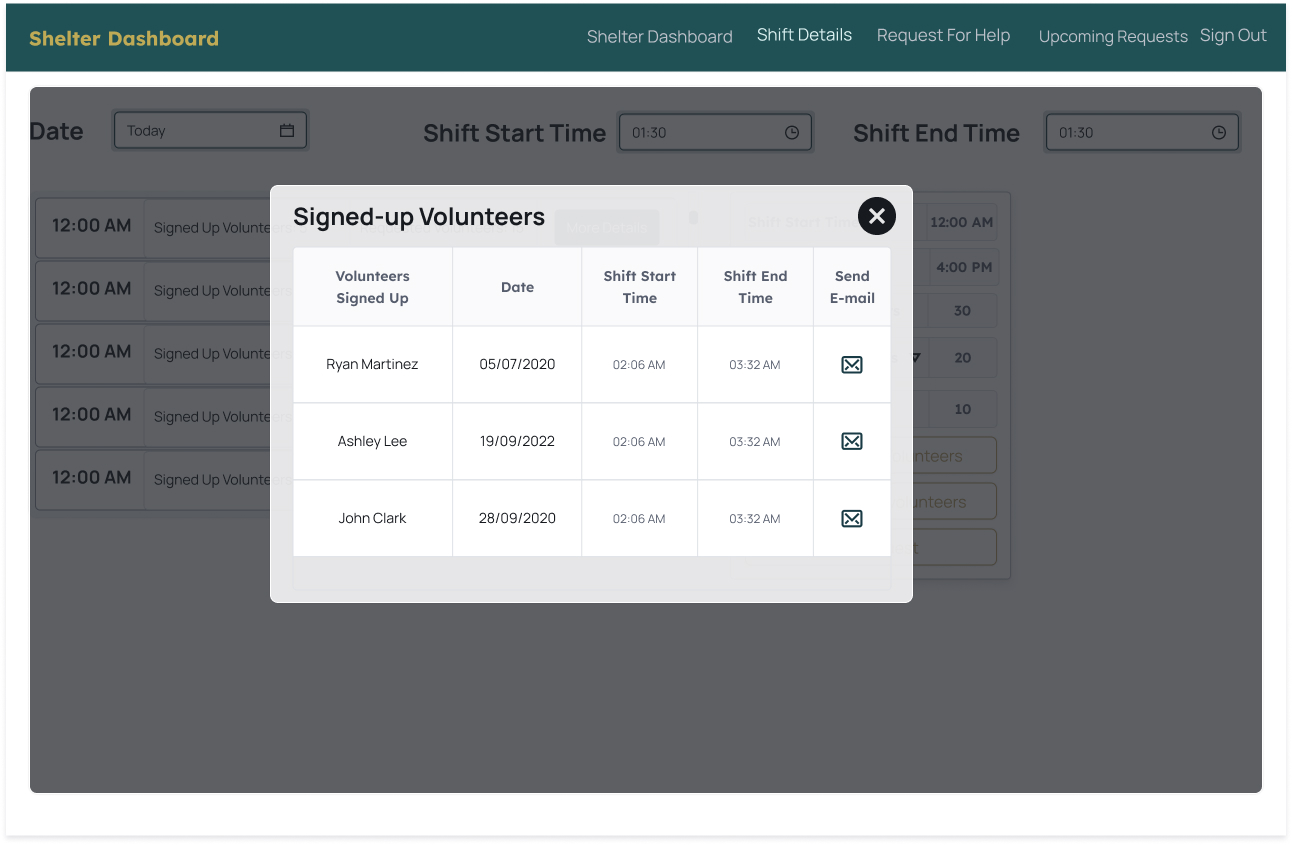 Shelter Dashboard
Shelter Dashboard Shift Details Request For Help Upcoming Requests Sign Out
Date Today Shift Start Time 01:30 Shift End Time 01:30
Signed-up Volunteers
More Details
Shift Start Time
12:00 AM Signed Up
12:00 AM
4:00 PM
12:00 AM Signed Up
30
12:00 AM Signed Up
20
12:00 AM Signed Up
10
12:00 AM Signed Up
Volunteers Signed Up
Date
Shift Start Time
Shift End Time
Send E-mail
Ryan Martinez 05/07/2020 02:06 AM 03:32 AM
Ashley Lee 19/09/2022 02:06 AM 03:32 AM
John Clark 28/09/2020 02:06 AM 03:32 AM